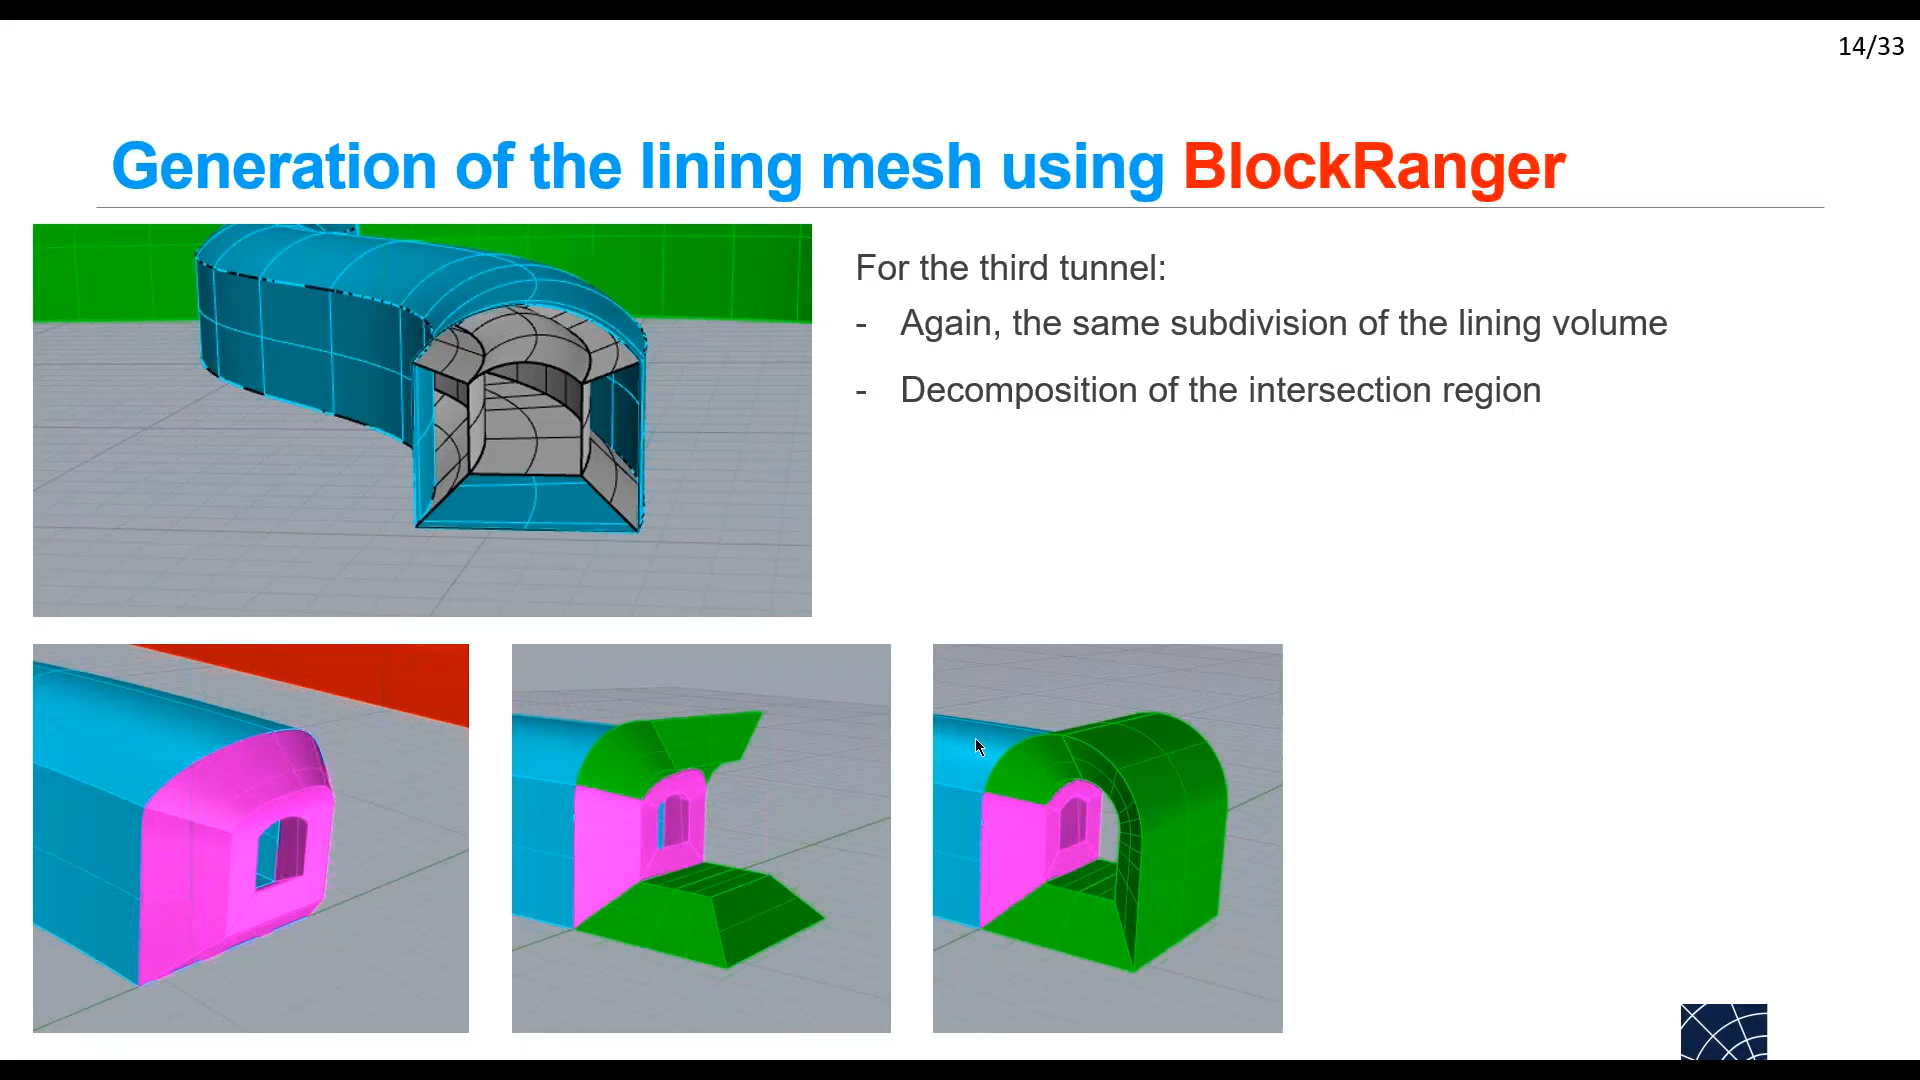 14/33
Generation of the lining mesh using BlockRanger
For the third tunnel:
- Again, the same subdivision of the lining volume
- Decomposition of the intersection region